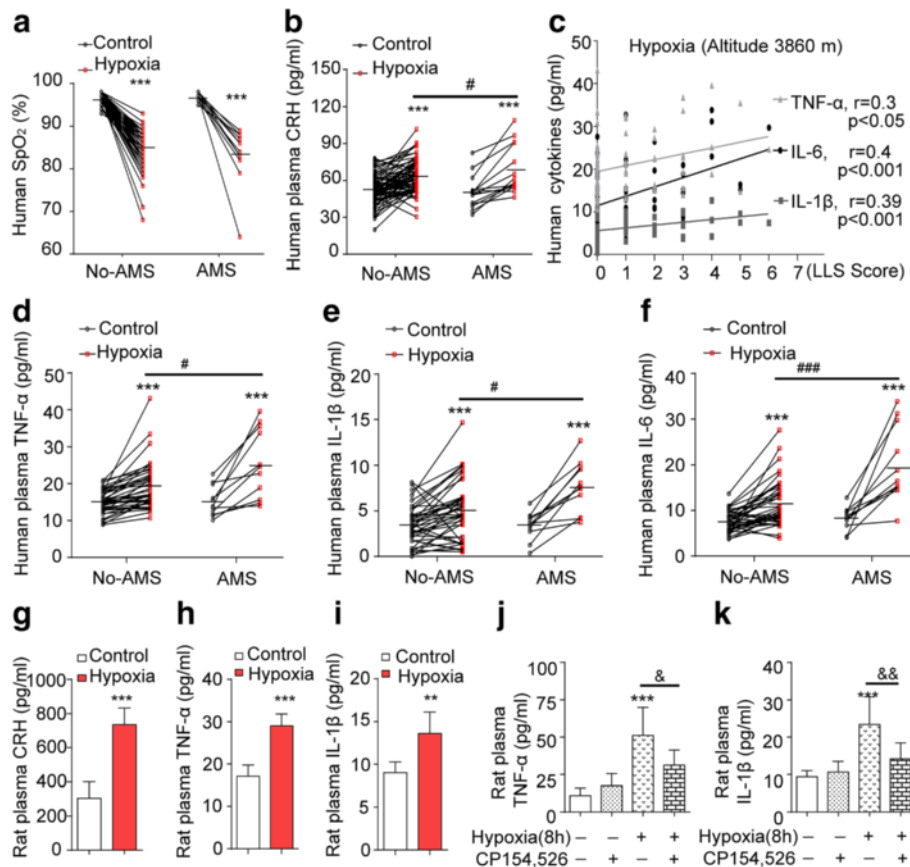 a
Control
Hypoxia
***
***
100
90
80
70
60
Human SpO₂ (%)
No-AMS
AMS
b
Control
Hypoxia
#
***
***
150
120
90
60
30
0
Human plasma CRH (pg/ml)
No-AMS
AMS
c
Hypoxia (Altitude 3860 m)
50
40
30
20
10
0
Human cytokines (pg/ml)
TNF-α, r=0.3
p<0.05
IL-6, r=0.4
p<0.001
IL-1β, r=0.39
p<0.001
0 1 2 3 4 5 6 7 (LLS Score)
d
Control
Hypoxia
#
***
***
50
40
30
20
10
0
Human plasma TNF-α (pg/ml)
No-AMS
AMS
e
Control
Hypoxia
#
***
***
20
15
10
5
0
Human plasma IL-1β (pg/ml)
No-AMS
AMS
f
Control
Hypoxia
###
***
***
40
30
20
10
0
Human plasma IL-6 (pg/ml)
No-AMS
AMS
g
Control
Hypoxia
***
1000
800
600
400
200
0
Rat plasma CRH (pg/ml)
h
Control
Hypoxia
***
40
30
20
10
0
Rat plasma TNF-α (pg/ml)
i
Control
Hypoxia
**
20
15
10
5
0
Rat plasma IL-1β (pg/ml)
j
&
***
100
75
50
25
0
Rat plasma
TNF-α (pg/ml)
Hypoxia(8h) – – + +
CP154,526 – + – +
k
&&
***
40
30
20
10
0
Rat plasma
IL-1β (pg/ml)
Hypoxia(8h) – – + +
CP154,526 – + – +